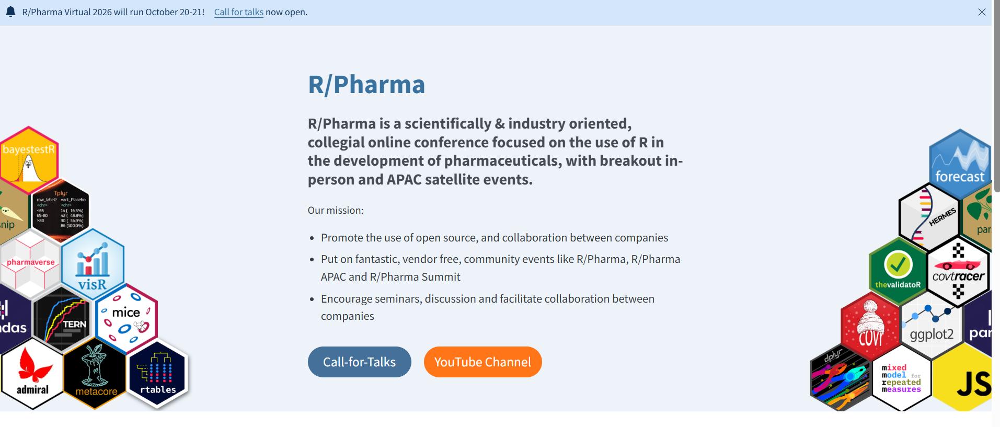 R/Pharma Virtual 2026 will run October 20-21! Call for talks now open.
R/Pharma
R/Pharma is a scientifically & industry oriented,
collegial online conference focused on the use of R in
the development of pharmaceuticals, with breakout in-
person and APAC satellite events.
Our mission:
Promote the use of open source, and collaboration between companies
Put on fantastic, vendor free, community events like R/Pharma, R/Pharma
APAC and R/Pharma Summit
Encourage seminars, discussion and facilitate collaboration between
companies
Call-for-Talks
YouTube Channel
bayestestR
Tplyr
row_label2 var1_Placebo
<chr> <chr>
<65 14 ( 16.3%)
65-80 42 ( 48.8%)
>80 30 ( 34.9%)
86 (100.0%)
nip
pharmaverse
visR
das
TERN
mice
admiral
metacore
rtables
forecast
HERMES
par
thevalidatoR
covtracer
covr
ggplot2
par
dplyr
mixed
model for
repeated
measures
JS